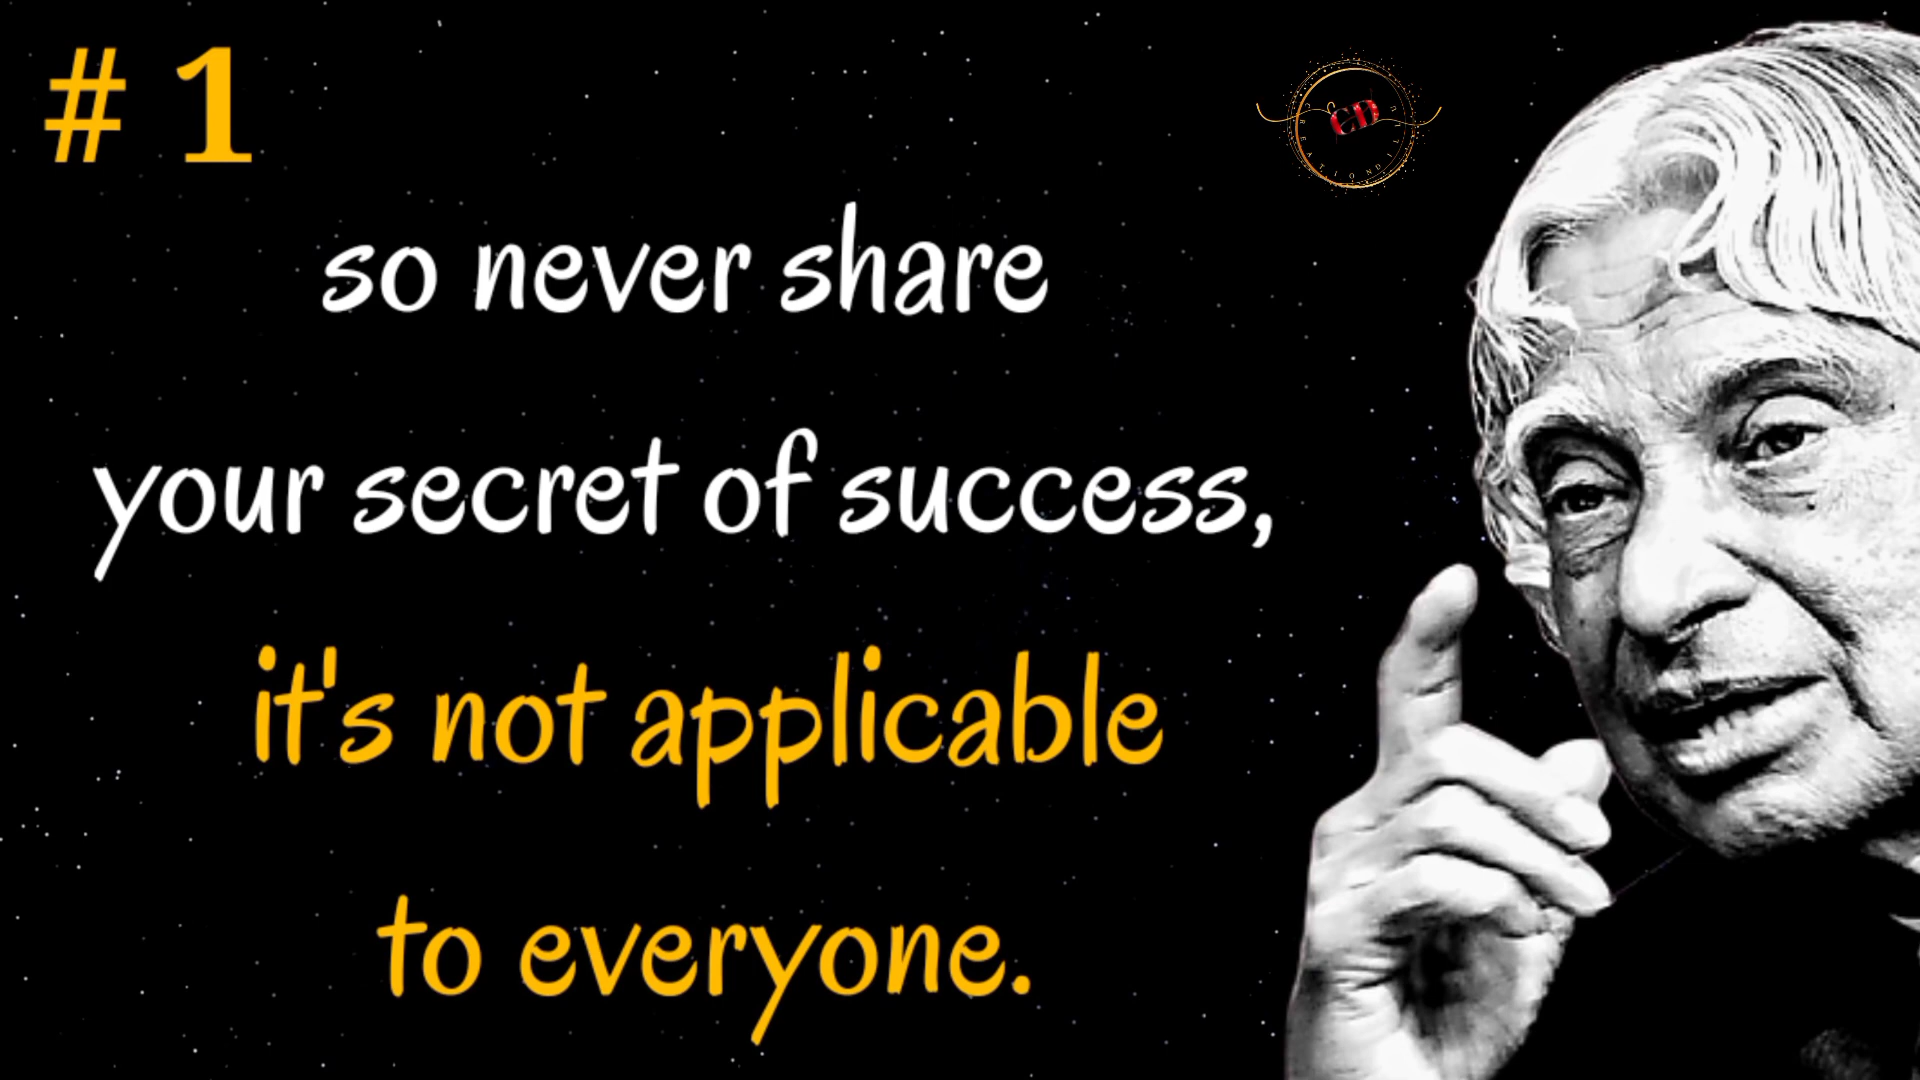 # 1
so never share
your secret of success,
it's not applicable
to everyone.